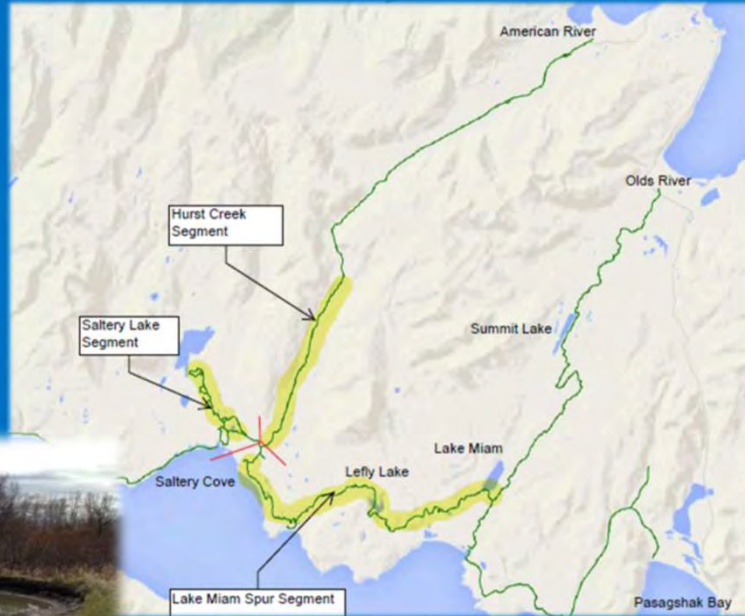 American River
Olds River
Hurst Creek
Segment
Saltery Lake
Segment
Summit Lake
Lake Miam
Lefly Lake
Saltery Cove
Lake Miam Spur Segment
Pasagshak Bay